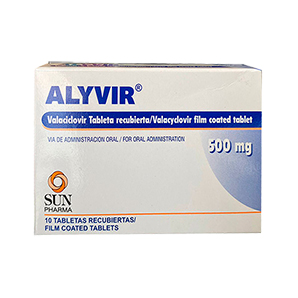 ALYVIR®
Valaciclovir Tableta recubierta/Valacyclovir film coated tablet
VIA DE ADMINISTRACION ORAL / FOR ORAL ADMINISTRATION
500 mg
SUN
PHARMA
10 TABLETAS RECUBIERTAS/
FILM COATED TABLETS